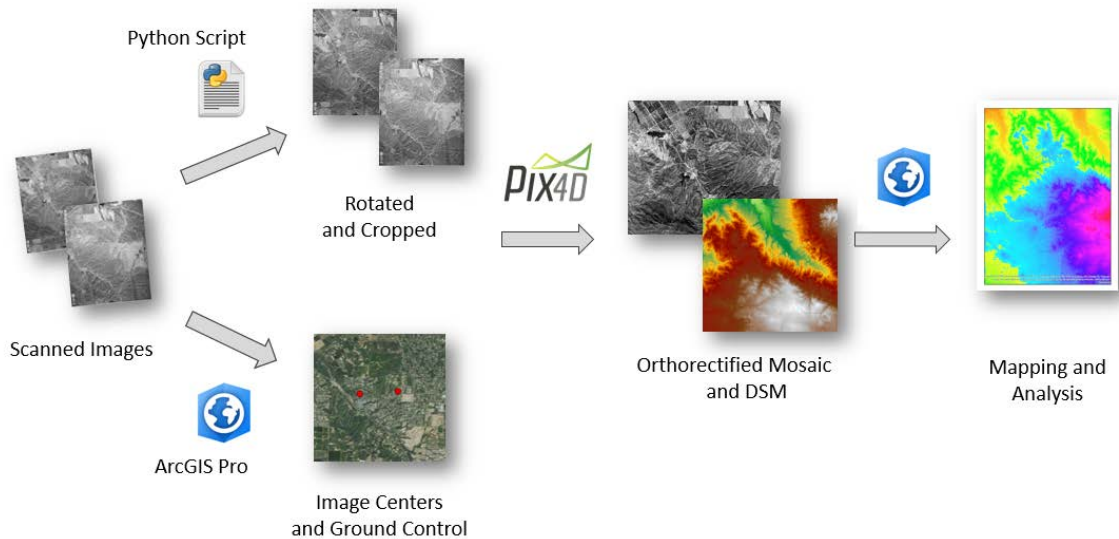 Python Script
Scanned Images
Rotated
and Cropped
ArcGIS Pro
Image Centers
and Ground Control
PIX4D
Orthorectified Mosaic
and DSM
Mapping and
Analysis